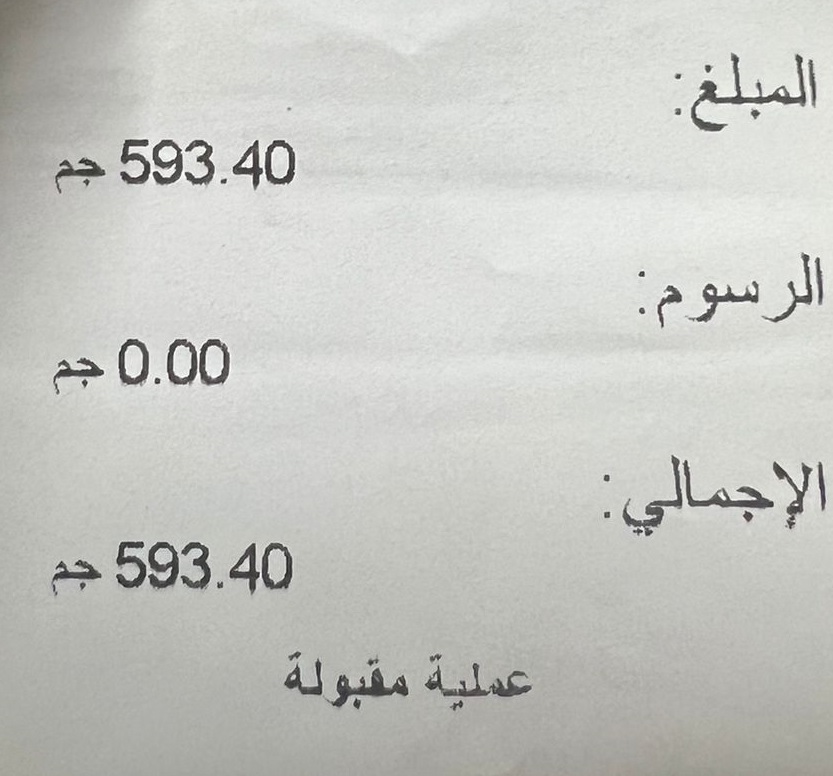 المبلغ:
593.40 جم
الرسوم:
0.00 جم
الإجمالي:
593.40 جم
عملية مقبولة